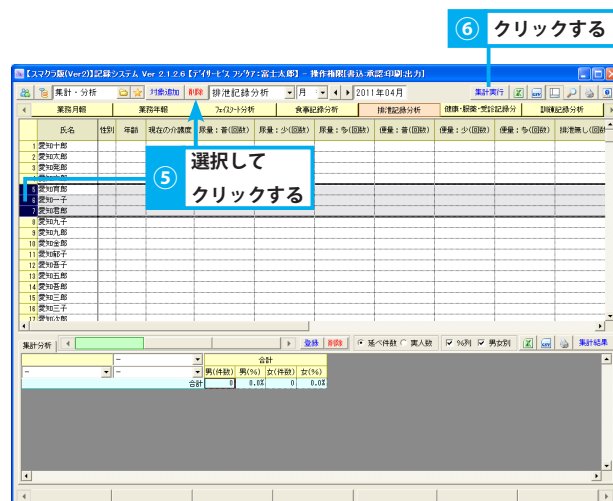 ⑥ クリックする
【スマクラ版(Ver2)】記録システム Ver 2.1.2.6【デイサービス フジケア:富士太郎】 - 操作権限[書込:承認:印刷:出力]
集計・分析 対象追加 削除 排泄記録分析 月 2011年04月 集計実行
業務月報 業務年報 フェイスシート分析 食事記録分析 排泄記録分析 健康・服薬・受診記録分 訓練記録分析
氏名 性別 年齢 現在の介護度 尿量:普(回数) 尿量:少(回数) 尿量:多(回数) 便量:普(回数) 便量:少(回数) 便量:多(回数) 排泄無し(回数
1 愛知十郎
2 愛知太郎
3 愛知亮郎
⑤ 選択して
クリックする
5 愛知育郎
6 愛知一子
7 愛知君郎
8 愛知九子
9 愛知九郎
10 愛知金郎
11 愛知郁子
12 愛知吾子
13 愛知五郎
14 愛知吾郎
15 愛知三郎
16 愛知三子
17 愛知次郎
集計分析 登録 削除 延べ件数 実人数 %列 男女別 集計結果
－ 合計
－ － 男(件数) 男(%) 女(件数) 女(%)
合計 0 0.0% 0 0.0%